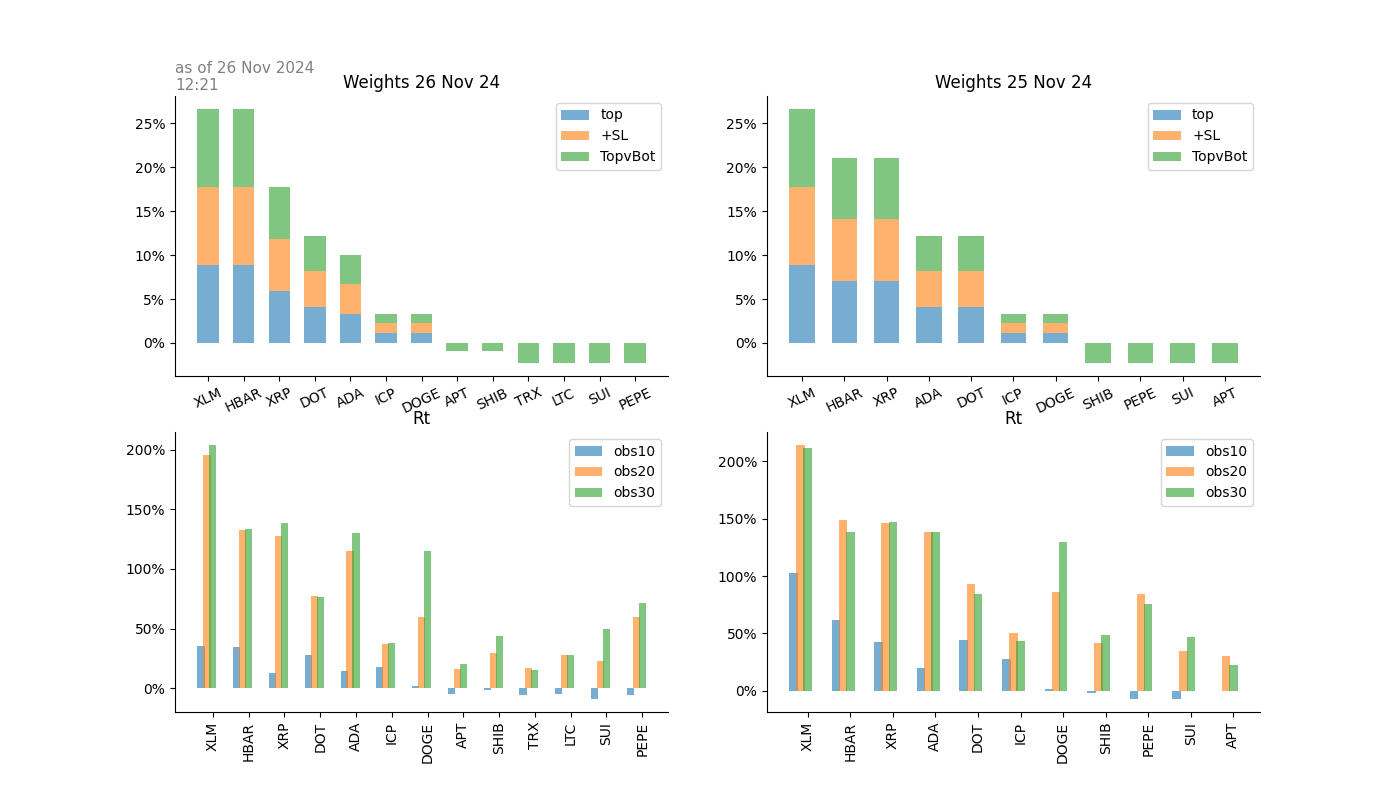 as of 26 Nov 2024
12:21
Weights 26 Nov 24
25%
20%
15%
10%
5%
0%
top
+SL
TopvBot
XLM HBAR XRP DOT ADA ICP DOGE APT SHIB TRX LTC SUI PEPE
Weights 25 Nov 24
25%
20%
15%
10%
5%
0%
top
+SL
TopvBot
XLM HBAR XRP ADA DOT ICP DOGE SHIB PEPE SUI APT
Rt
200%
150%
100%
50%
0%
obs10
obs20
obs30
XLM HBAR XRP DOT ADA ICP DOGE APT SHIB TRX LTC SUI PEPE
Rt
200%
150%
100%
50%
0%
obs10
obs20
obs30
XLM HBAR XRP ADA DOT ICP DOGE SHIB PEPE SUI APT